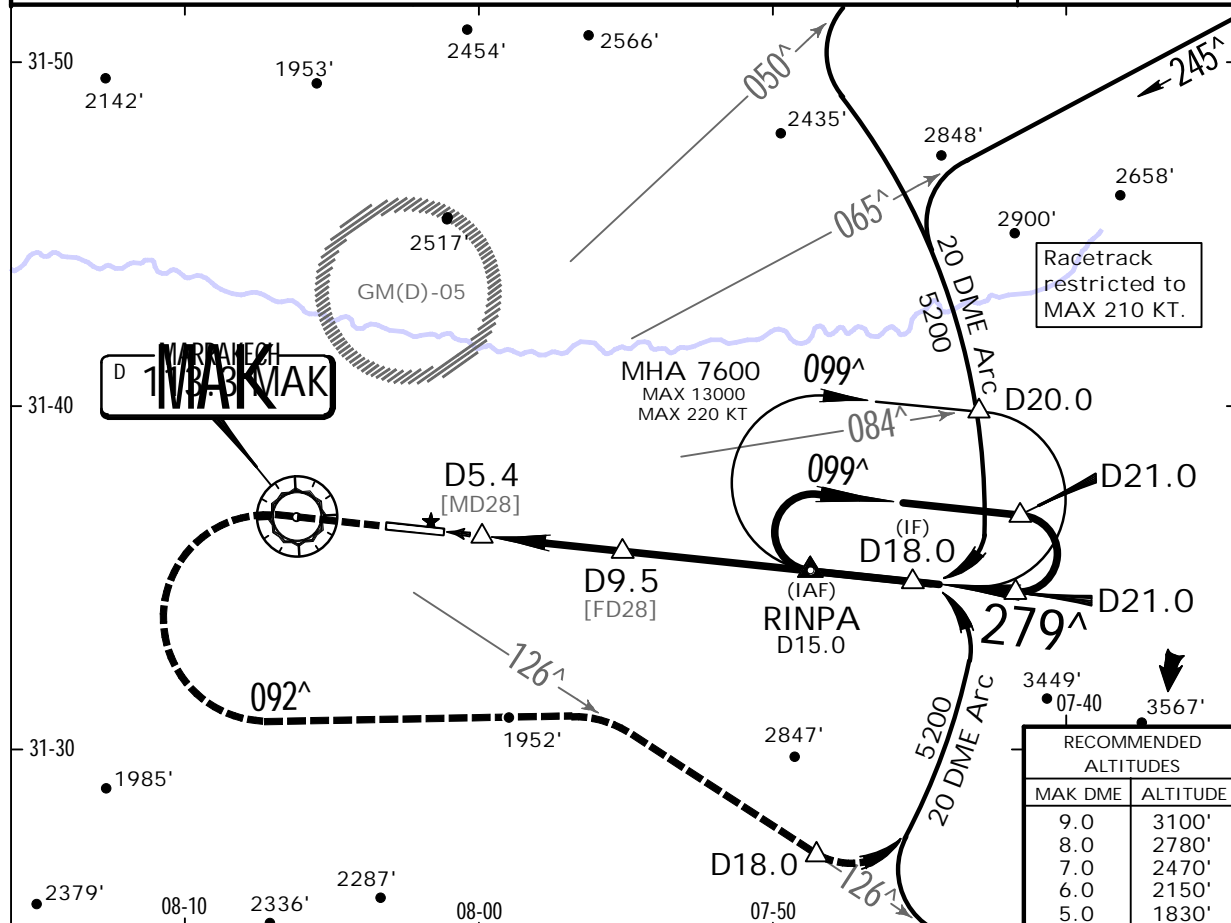 31-50
2142'
1953'
2454'
2566'
050^
2435'
2848'
245^
2658'
2900'
065^
2517'
GM(D)-05
Racetrack
restricted to
MAX 210 KT.
20 DME Arc
5200
MARRAKECH
D 113.3 MAK
MAK
MHA 7600
MAX 13000
MAX 220 KT
099^
084^
D20.0
31-40
099^
D21.0
D5.4
[MD28]
(IF)
D18.0
D9.5
[FD28]
(IAF)
RINPA
D15.0
D21.0
279^
126^
092^
3449'
07-40
3567'
1952'
2847'
5200
20 DME Arc
31-30
1985'
D18.0
126^
2379'
08-10
2336'
2287'
08-00
07-50
RECOMMENDED
ALTITUDES
MAK DME ALTITUDE
9.0 3100'
8.0 2780'
7.0 2470'
6.0 2150'
5.0 1830'